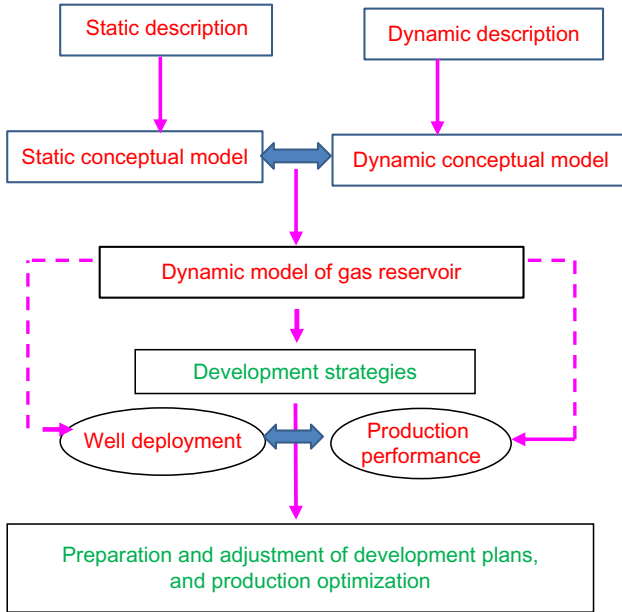 Static description
Dynamic description
Static conceptual model
Dynamic conceptual model
Dynamic model of gas reservoir
Development strategies
Well deployment
Production
performance
Preparation and adjustment of development plans,
and production optimization